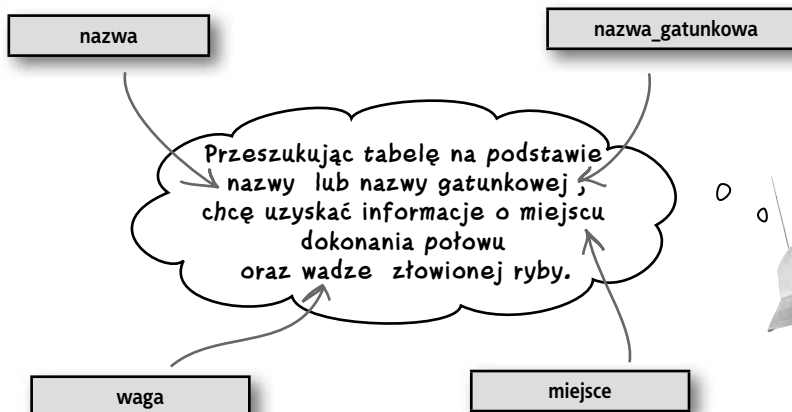 nazwa
nazwa_gatunkowa
Przeszukując tabelę na podstawie
nazwy lub nazwy gatunkowej ,
chcę uzyskać informacje o miejscu
dokonania połowu
oraz wadze złowionej ryby.
waga
miejsce